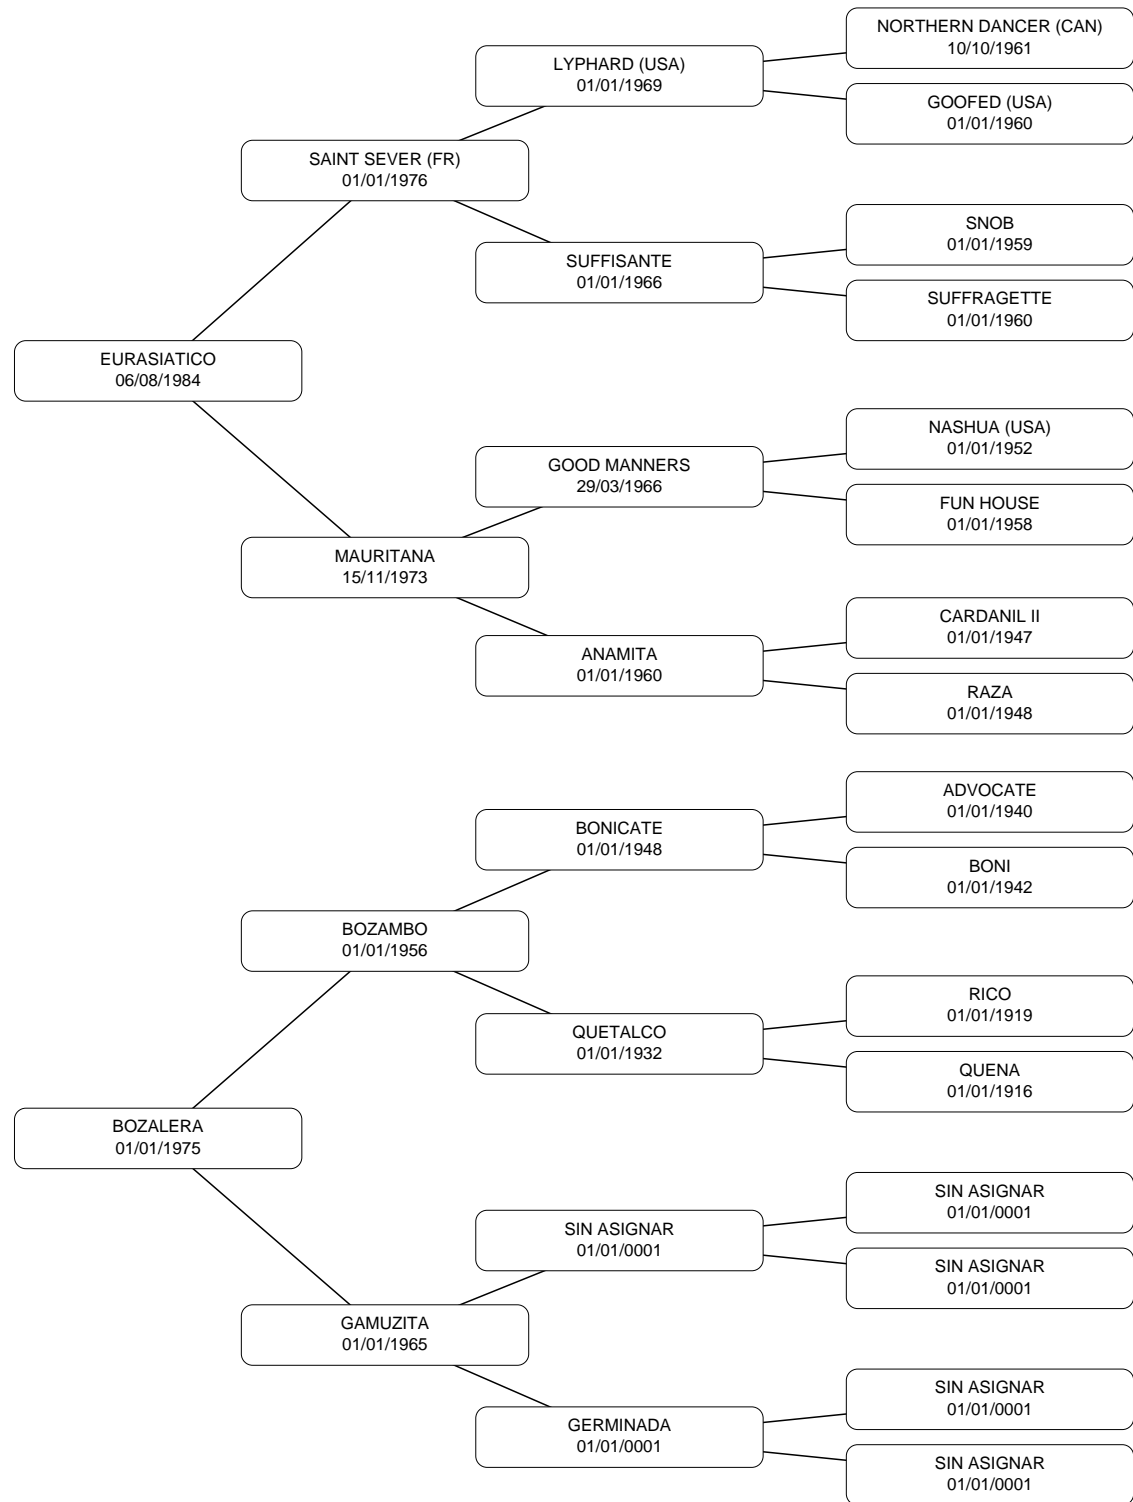 NORTHERN DANCER (CAN)
10/10/1961
LYPHARD (USA)
01/01/1969
GOOFED (USA)
01/01/1960
SAINT SEVER (FR)
01/01/1976
SNOB
01/01/1959
SUFFISANTE
01/01/1966
SUFFRAGETTE
01/01/1960
EURASIATICO
06/08/1984
NASHUA (USA)
01/01/1952
GOOD MANNERS
29/03/1966
FUN HOUSE
01/01/1958
MAURITANA
15/11/1973
CARDANIL II
01/01/1947
ANAMITA
01/01/1960
RAZA
01/01/1948
ADVOCATE
01/01/1940
BONICATE
01/01/1948
BONI
01/01/1942
BOZAMBO
01/01/1956
RICO
01/01/1919
QUETALCO
01/01/1932
QUENA
01/01/1916
BOZALERA
01/01/1975
SIN ASIGNAR
01/01/0001
SIN ASIGNAR
01/01/0001
SIN ASIGNAR
01/01/0001
GAMUZITA
01/01/1965
SIN ASIGNAR
01/01/0001
GERMINADA
01/01/0001
SIN ASIGNAR
01/01/0001